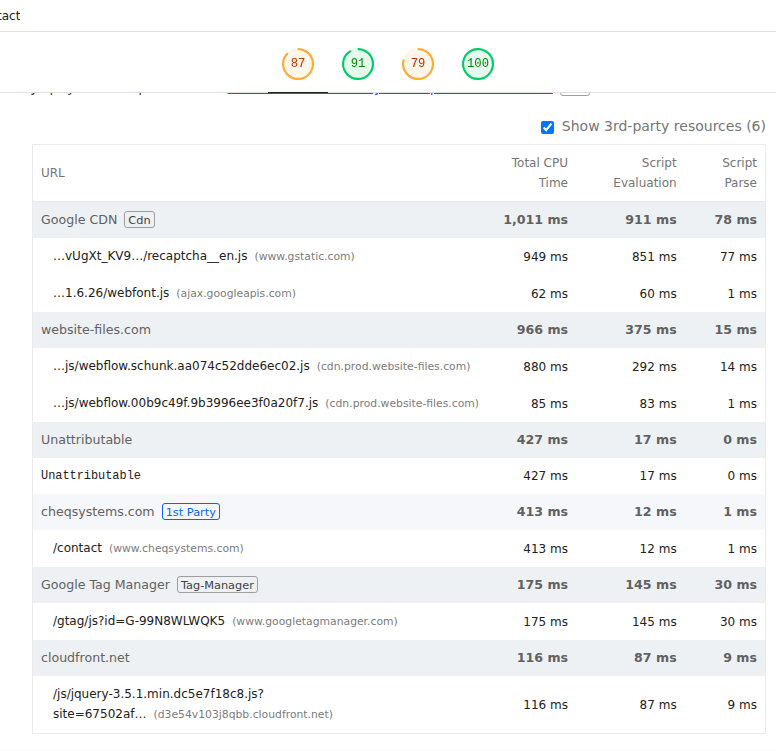 tact
87 91 79 100
Show 3rd-party resources (6)
URL Total CPU Time Script Evaluation Script Parse
Google CDN Cdn 1,011 ms 911 ms 78 ms
…vUgXt_KV9…/recaptcha__en.js (www.gstatic.com) 949 ms 851 ms 77 ms
…1.6.26/webfont.js (ajax.googleapis.com) 62 ms 60 ms 1 ms
website-files.com 966 ms 375 ms 15 ms
…js/webflow.schunk.aa074c52dde6ec02.js (cdn.prod.website-files.com) 880 ms 292 ms 14 ms
…js/webflow.00b9c49f.9b3996ee3f0a20f7.js (cdn.prod.website-files.com) 85 ms 83 ms 1 ms
Unattributable 427 ms 17 ms 0 ms
Unattributable 427 ms 17 ms 0 ms
cheqsystems.com 1st Party 413 ms 12 ms 1 ms
/contact (www.cheqsystems.com) 413 ms 12 ms 1 ms
Google Tag Manager Tag-Manager 175 ms 145 ms 30 ms
/gtag/js?id=G-99N8WLWQK5 (www.googletagmanager.com) 175 ms 145 ms 30 ms
cloudfront.net 116 ms 87 ms 9 ms
/js/jquery-3.5.1.min.dc5e7f18c8.js?
site=67502af… (d3e54v103j8qbb.cloudfront.net) 116 ms 87 ms 9 ms